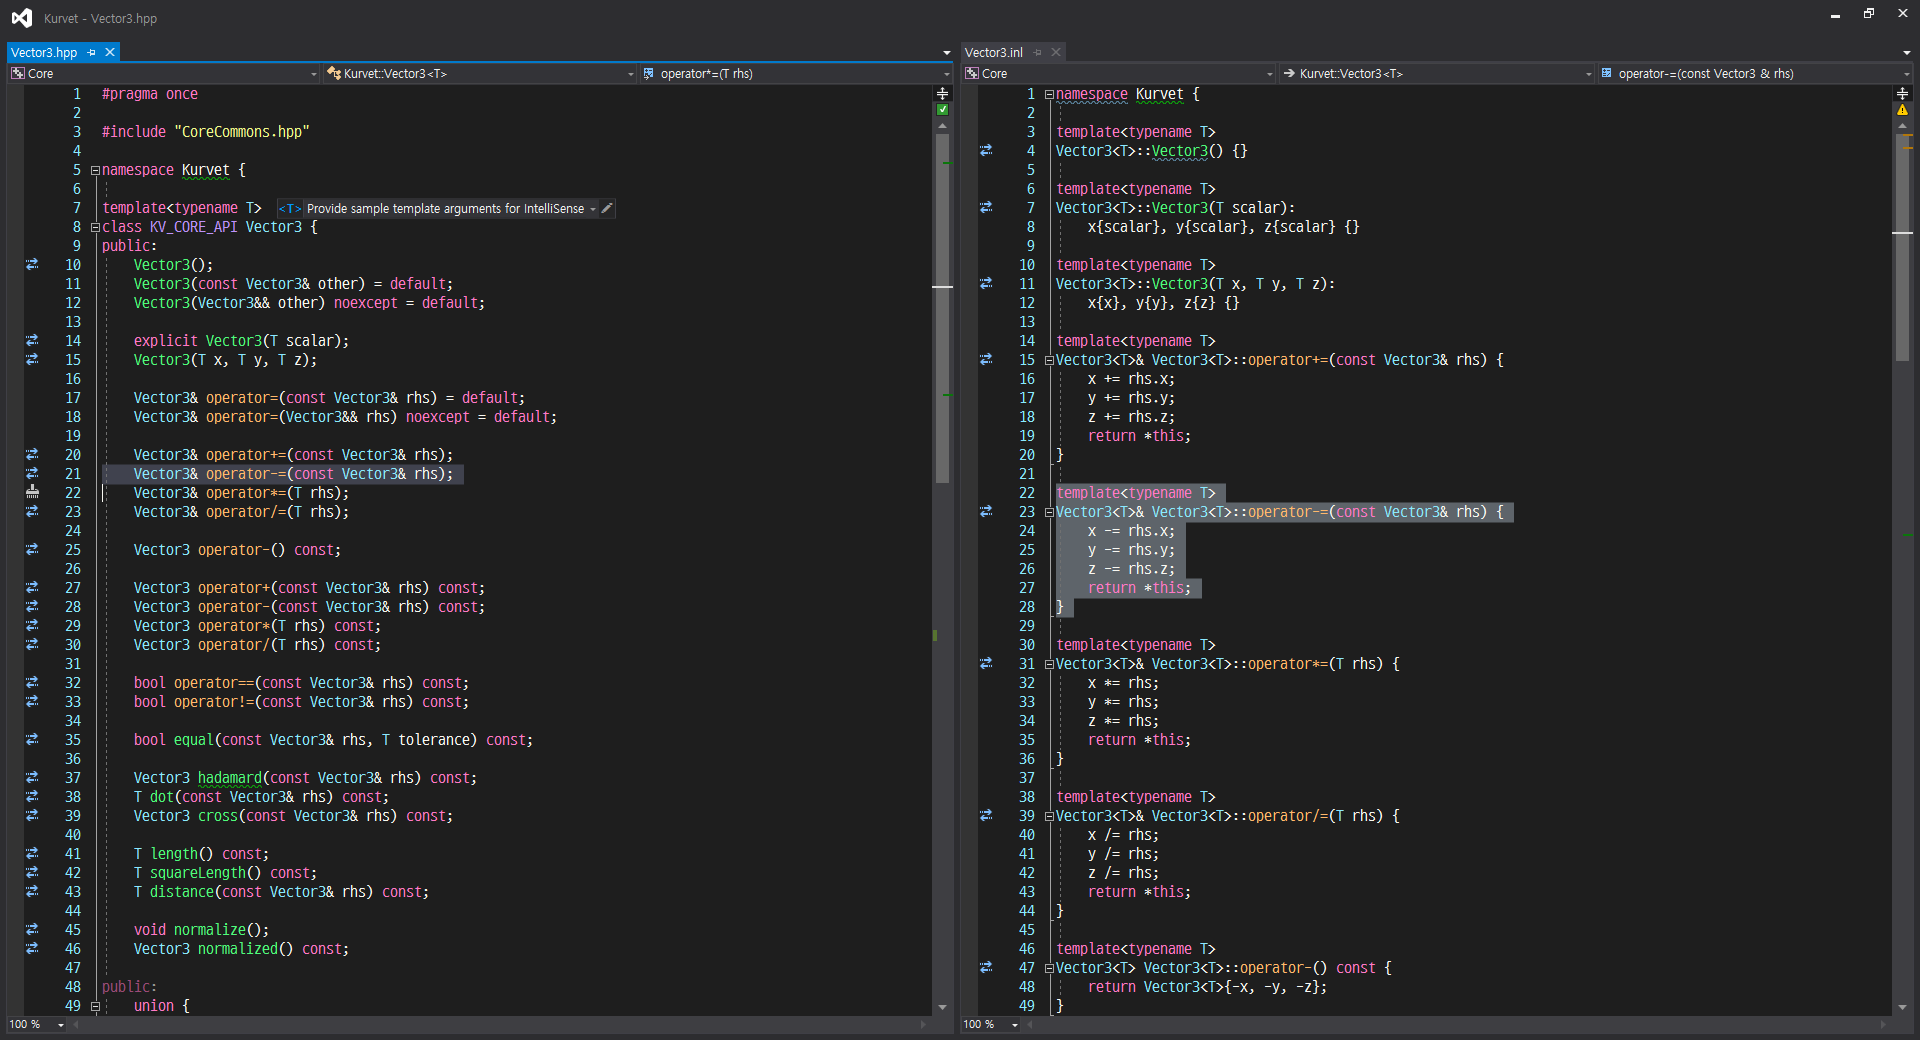 Kurvet - Vector3.hpp
Vector3.hpp
Core
Kurvet::Vector3<T>
operator*=(T rhs)
1 #pragma once
2
3 #include "CoreCommons.hpp"
4
5 namespace Kurvet {
6
7 template<typename T> <T> Provide sample template arguments for IntelliSense
8 class KV_CORE_API Vector3 {
9 public:
10 Vector3();
11 Vector3(const Vector3& other) = default;
12 Vector3(Vector3&& other) noexcept = default;
13
14 explicit Vector3(T scalar);
15 Vector3(T x, T y, T z);
16
17 Vector3& operator=(const Vector3& rhs) = default;
18 Vector3& operator=(Vector3&& rhs) noexcept = default;
19
20 Vector3& operator+=(const Vector3& rhs);
21 Vector3& operator-=(const Vector3& rhs);
22 Vector3& operator*=(T rhs);
23 Vector3& operator/=(T rhs);
24
25 Vector3 operator-() const;
26
27 Vector3 operator+(const Vector3& rhs) const;
28 Vector3 operator-(const Vector3& rhs) const;
29 Vector3 operator*(T rhs) const;
30 Vector3 operator/(T rhs) const;
31
32 bool operator==(const Vector3& rhs) const;
33 bool operator!=(const Vector3& rhs) const;
34
35 bool equal(const Vector3& rhs, T tolerance) const;
36
37 Vector3 hadamard(const Vector3& rhs) const;
38 T dot(const Vector3& rhs) const;
39 Vector3 cross(const Vector3& rhs) const;
40
41 T length() const;
42 T squareLength() const;
43 T distance(const Vector3& rhs) const;
44
45 void normalize();
46 Vector3 normalized() const;
47
48 public:
49 union {
100 %
Vector3.inl
Core
Kurvet::Vector3<T>
operator-=(const Vector3 & rhs)
1 namespace Kurvet {
2
3 template<typename T>
4 Vector3<T>::Vector3() {}
5
6 template<typename T>
7 Vector3<T>::Vector3(T scalar):
8 x{scalar}, y{scalar}, z{scalar} {}
9
10 template<typename T>
11 Vector3<T>::Vector3(T x, T y, T z):
12 x{x}, y{y}, z{z} {}
13
14 template<typename T>
15 Vector3<T>& Vector3<T>::operator+=(const Vector3& rhs) {
16 x += rhs.x;
17 y += rhs.y;
18 z += rhs.z;
19 return *this;
20 }
21
22 template<typename T>
23 Vector3<T>& Vector3<T>::operator-=(const Vector3& rhs) {
24 x -= rhs.x;
25 y -= rhs.y;
26 z -= rhs.z;
27 return *this;
28 }
29
30 template<typename T>
31 Vector3<T>& Vector3<T>::operator*=(T rhs) {
32 x *= rhs;
33 y *= rhs;
34 z *= rhs;
35 return *this;
36 }
37
38 template<typename T>
39 Vector3<T>& Vector3<T>::operator/=(T rhs) {
40 x /= rhs;
41 y /= rhs;
42 z /= rhs;
43 return *this;
44 }
45
46 template<typename T>
47 Vector3<T> Vector3<T>::operator-() const {
48 return Vector3<T>{-x, -y, -z};
49 }
100 %